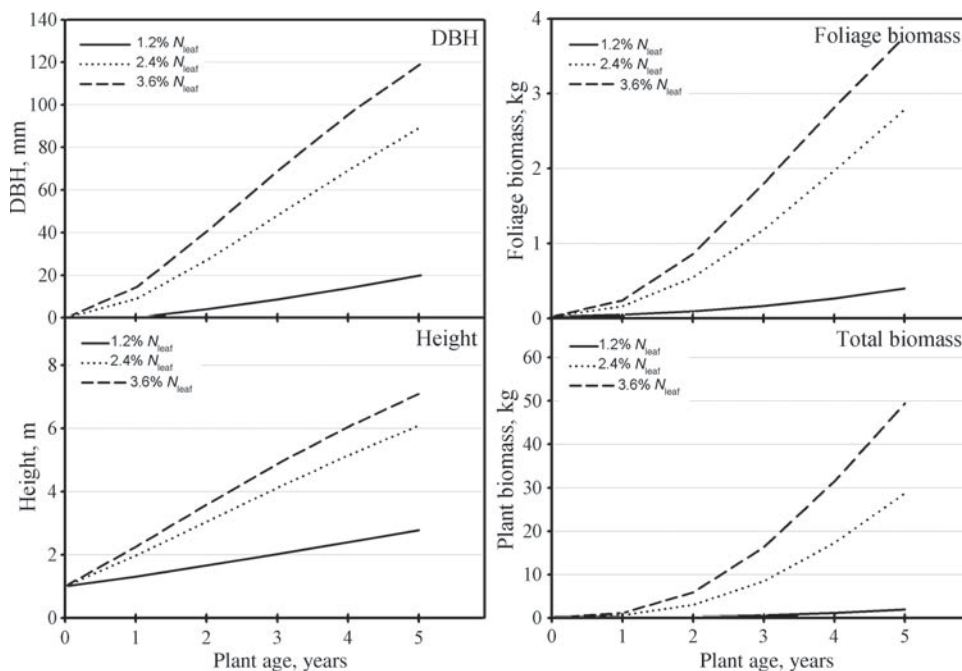 DBH
1.2% Nleaf
2.4% Nleaf
3.6% Nleaf
DBH, mm
140
120
100
80
60
40
20
0
Foliage biomass
1.2% Nleaf
2.4% Nleaf
3.6% Nleaf
Foliage biomass, kg
4
3
2
1
0
Height
1.2% Nleaf
2.4% Nleaf
3.6% Nleaf
Height, m
8
6
4
2
0
0 1 2 3 4 5
Plant age, years
Total biomass
1.2% Nleaf
2.4% Nleaf
3.6% Nleaf
Plant biomass, kg
60
50
40
30
20
10
0
0 1 2 3 4 5
Plant age, years